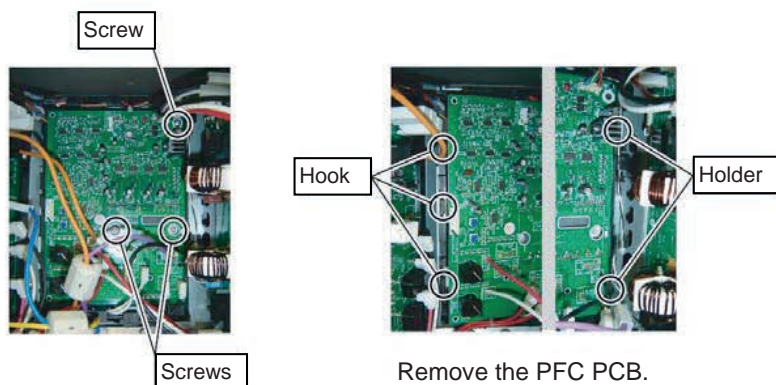 Screw
Screws
Hook
Holder
Remove the PFC PCB.